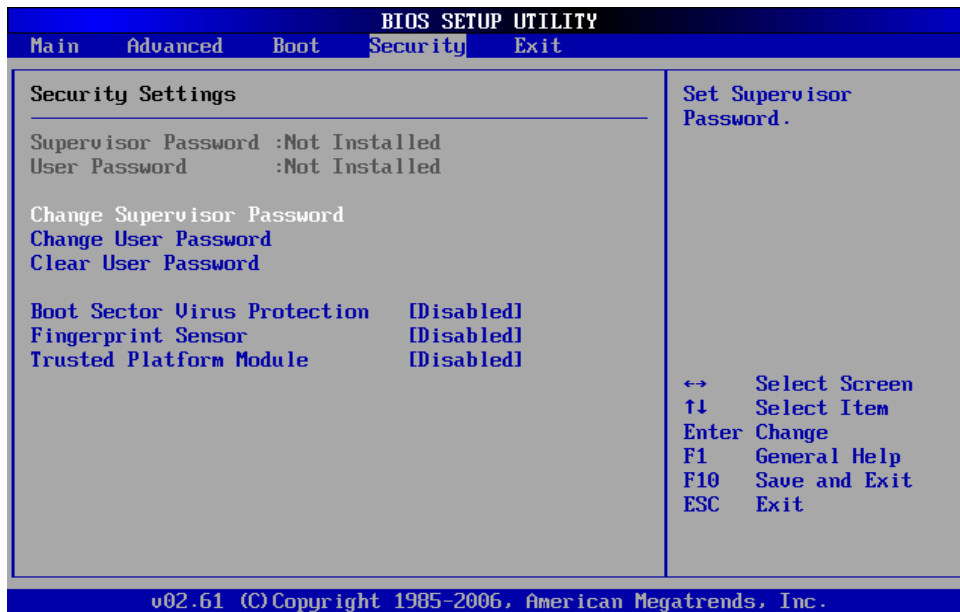 BIOS SETUP UTILITY
Main Advanced Boot Security Exit
Security Settings
Supervisor Password :Not Installed
User Password :Not Installed
Change Supervisor Password
Change User Password
Clear User Password
Boot Sector Virus Protection [Disabled]
Fingerprint Sensor [Disabled]
Trusted Platform Module [Disabled]
Set Supervisor
Password.
↔ Select Screen
↑↓ Select Item
Enter Change
F1 General Help
F10 Save and Exit
ESC Exit
v02.61 (C)Copyright 1985-2006, American Megatrends, Inc.